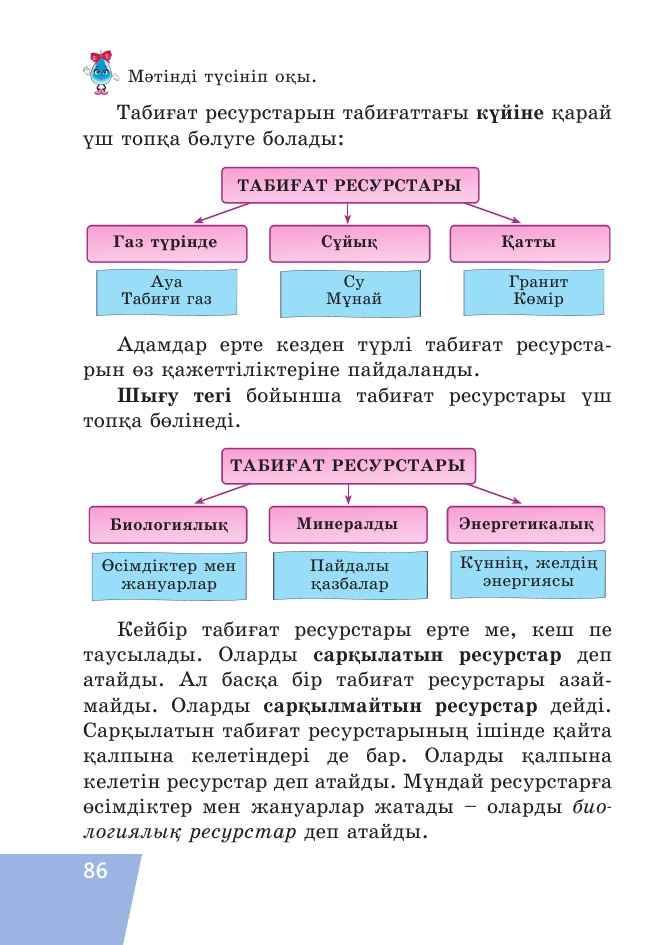 Мәтінді түсініп оқы.
Табиғат ресурстарын табиғаттағы күйіне қарай
үш топқа бөлуге болады:
ТАБИҒАТ РЕСУРСТАРЫ
Газ түрінде
Сұйық
Қатты
Ауа
Табиғи газ
Су
Мұнай
Гранит
Көмір
Адамдар ерте кезден түрлі табиғат ресурста-
рын өз қажеттіліктеріне пайдаланды.
Шығу тегі бойынша табиғат ресурстары үш
топқа бөлінеді.
ТАБИҒАТ РЕСУРСТАРЫ
Биологиялық
Минералды
Энергетикалық
Өсімдіктер мен
жануарлар
Пайдалы
қазбалар
Күннің, желдің
энергиясы
Кейбір табиғат ресурстары ерте ме, кеш пе
таусылады. Оларды сарқылатын ресурстар деп
атайды. Ал басқа бір табиғат ресурстары азай-
майды. Оларды сарқылмайтын ресурстар дейді.
Сарқылатын табиғат ресурстарының ішінде қайта
қалпына келетіндері де бар. Оларды қалпына
келетін ресурстар деп атайды. Мұндай ресурстарға
өсімдіктер мен жануарлар жатады – оларды био-
логиялық ресурстар деп атайды.
86